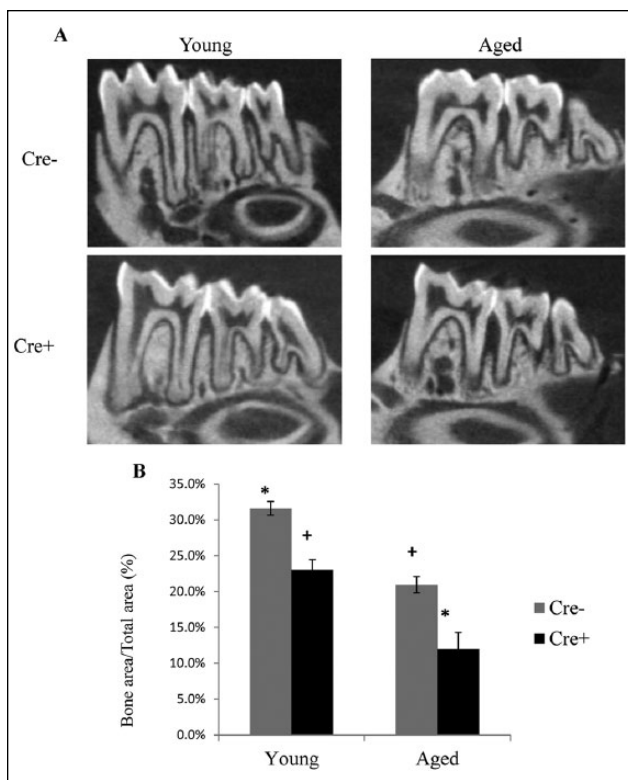 A
Young
Aged
Cre-
Cre+
B
Bone area/Total area (%)
35.0%
30.0%
25.0%
20.0%
15.0%
10.0%
5.0%
0.0%
*
+
+
*
Young
Aged
Cre-
Cre+